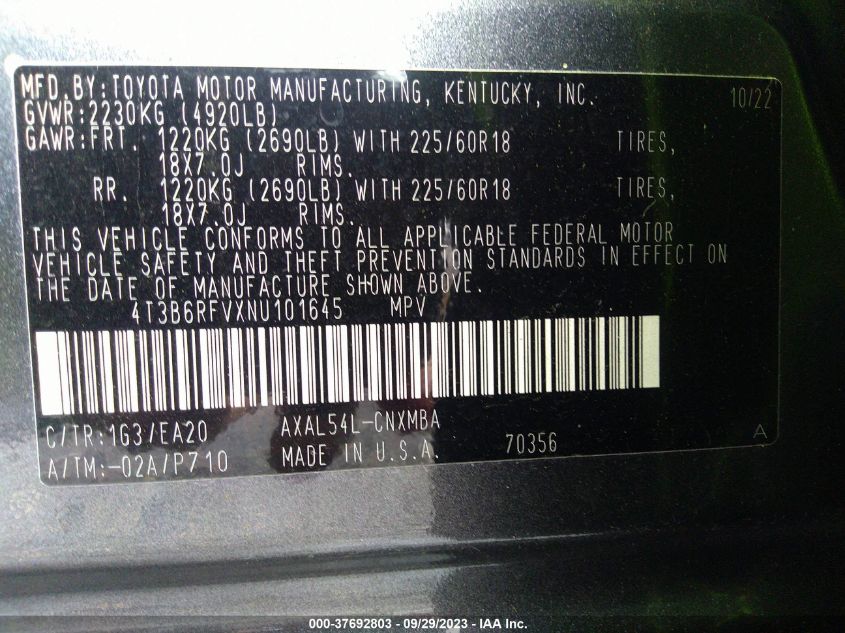 MFD.BY:TOYOTA MOTOR MANUFACTURING, KENTUCKY, INC. 10/22
GVWR:2230KG (4920LB)
GAWR:FRT. 1220KG (2690LB) WITH 225/60R18 TIRES,
18X7.0J RIMS.
RR. 1220KG (2690LB) WITH 225/60R18 TIRES,
18X7.0J RIMS.
THIS VEHICLE CONFORMS TO ALL APPLICABLE FEDERAL MOTOR
VEHICLE SAFETY AND THEFT PREVENTION STANDARDS IN EFFECT ON
THE DATE OF MANUFACTURE SHOWN ABOVE.
4T3B6RFVXNU101645 MPV
C/TR:1G3/EA20 AXAL54L-CNXMBA A
A/TM:-02A/P710 MADE IN U.S.A. 70356
000-37692803 - 09/29/2023 - IAA Inc.